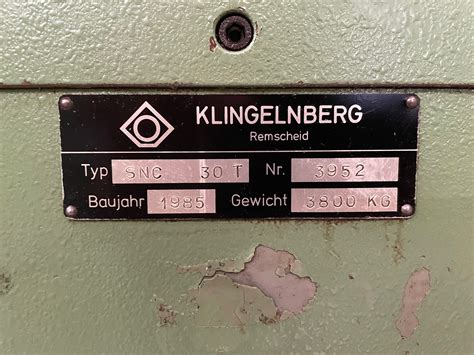 KLINGELNBERG
Remscheid
Typ SNC 30 T Nr. 3952
Baujahr 1985 Gewicht 3800 KG